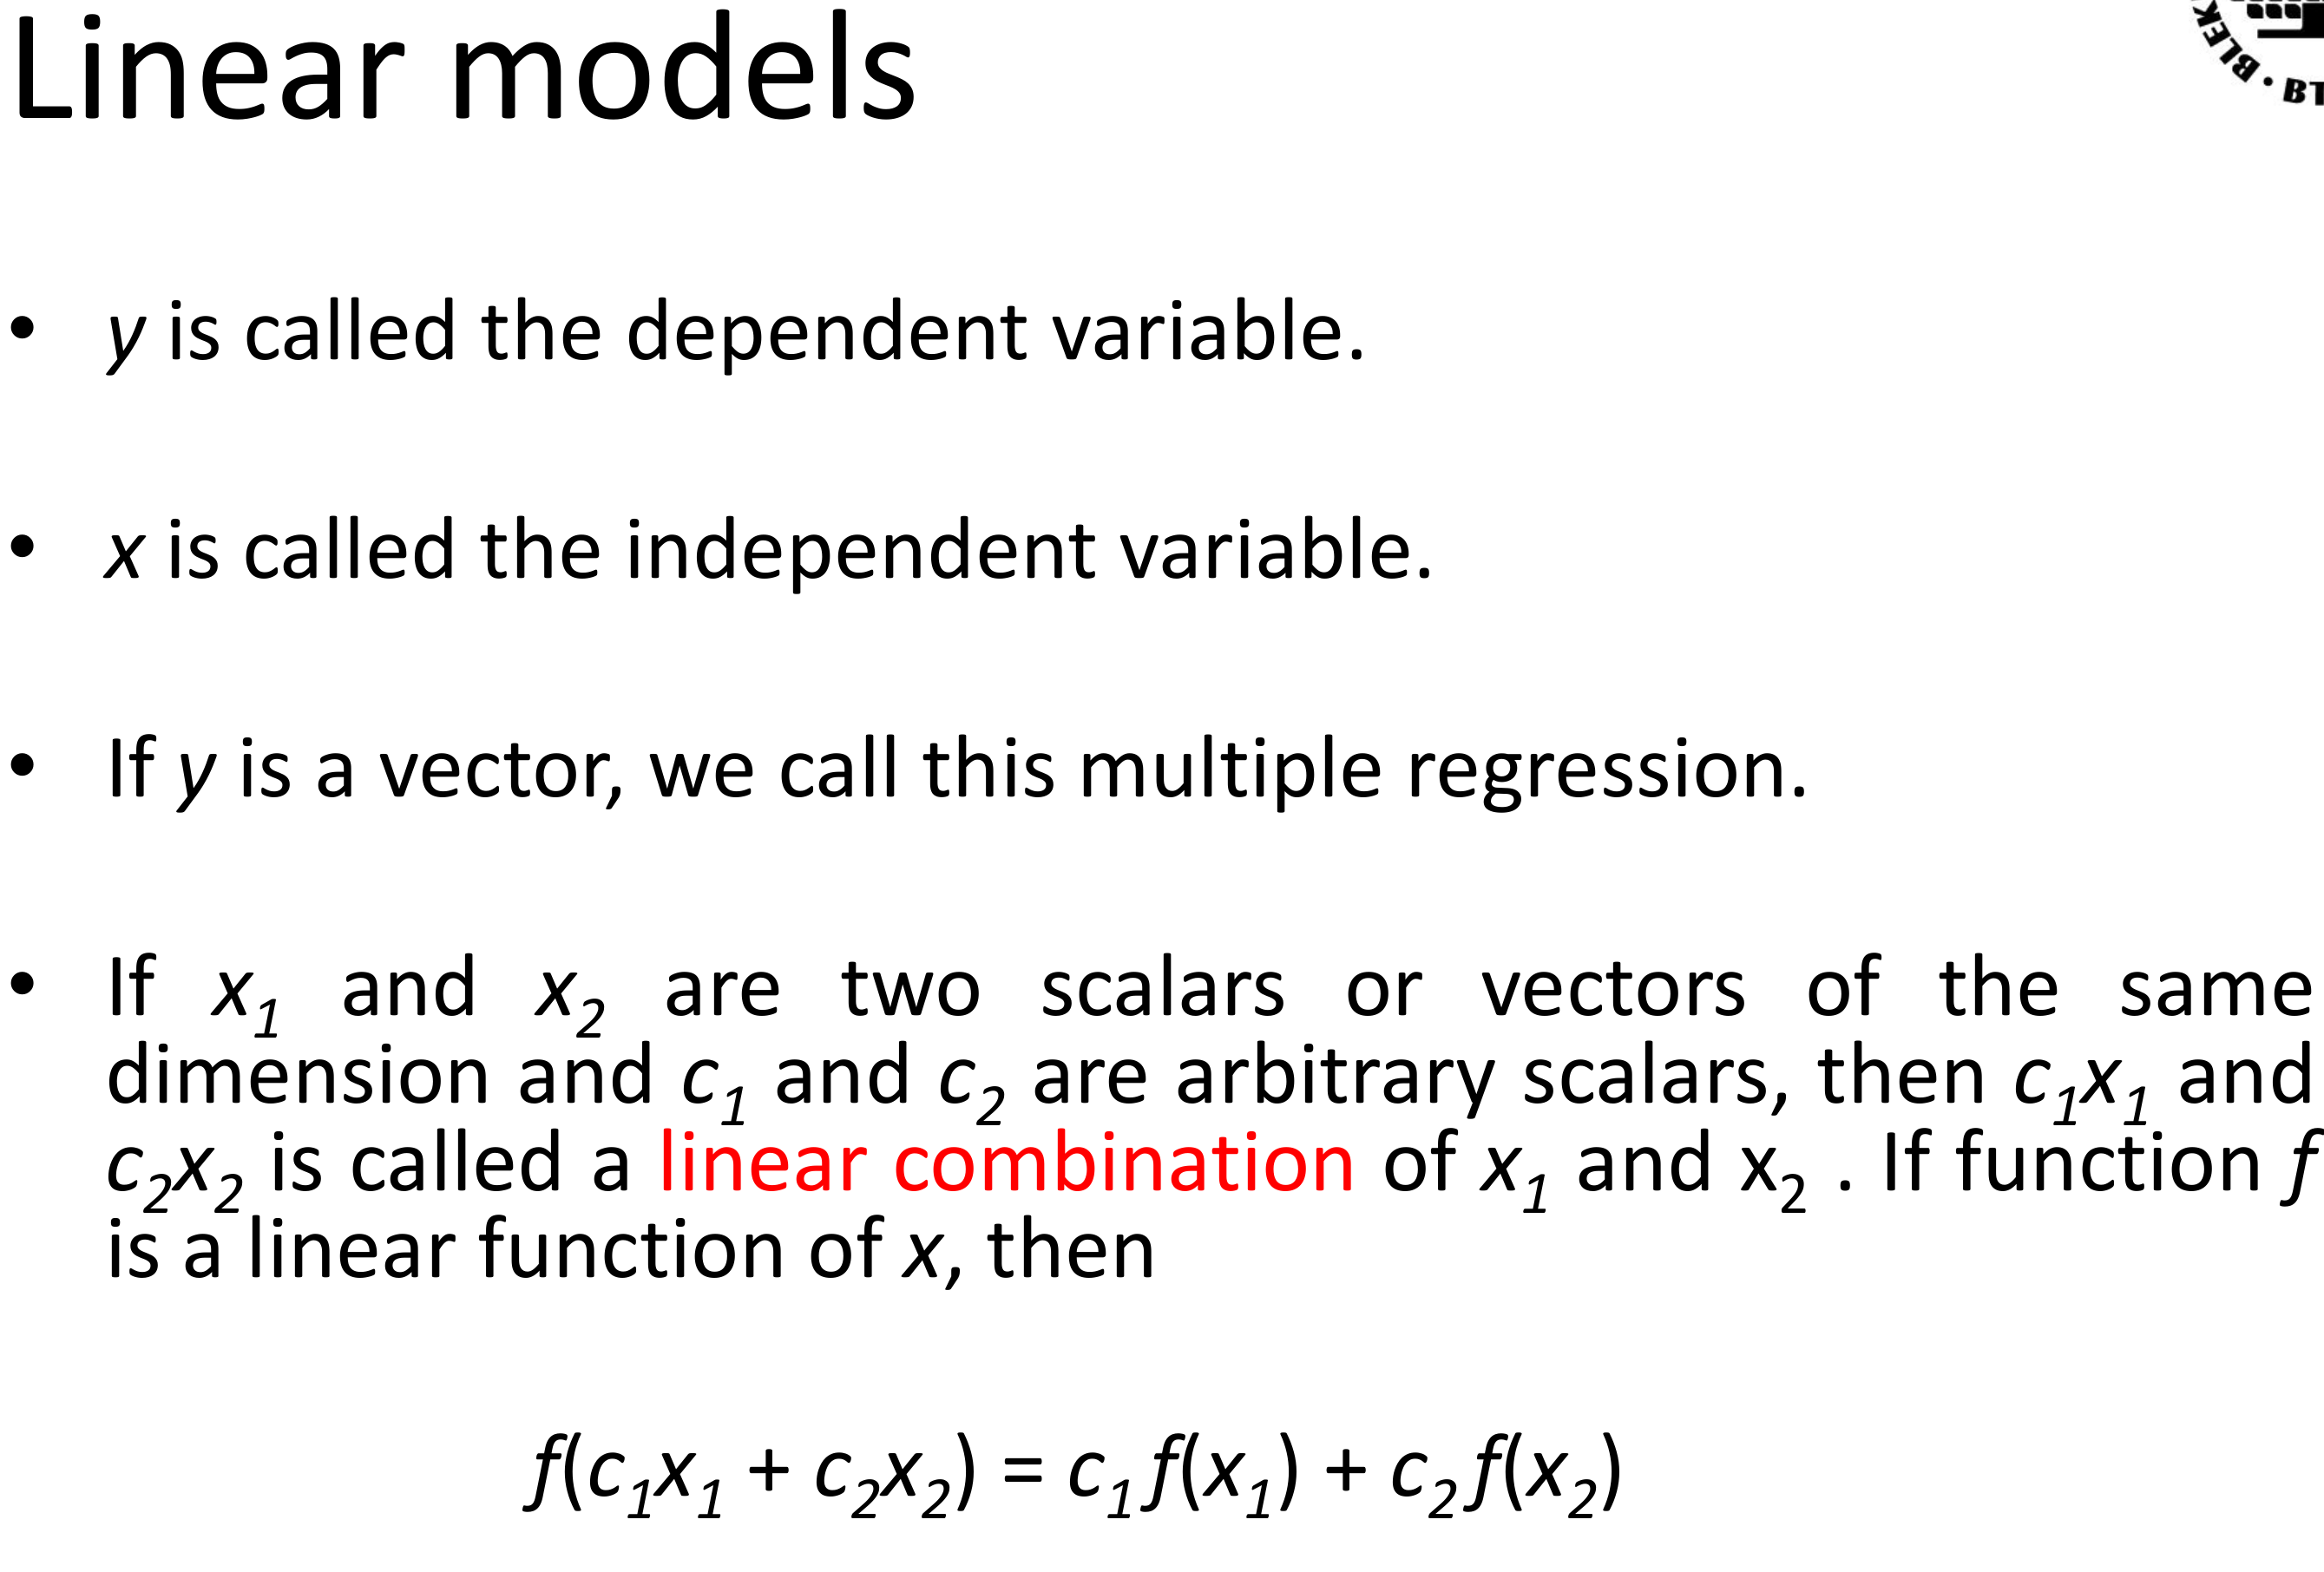 Linear models
BLEK • BT
• y is called the dependent variable.
• x is called the independent variable.
• If y is a vector, we call this multiple regression.
• If x₁ and x₂ are two scalars or vectors of the same
dimension and c₁ and c₂ are arbitrary scalars, then c₁x₁ and
c₂x₂ is called a linear combination of x₁ and x₂ . If function f
is a linear function of x, then
f(c₁x₁ + c₂x₂) = c₁f(x₁) + c₂f(x₂)